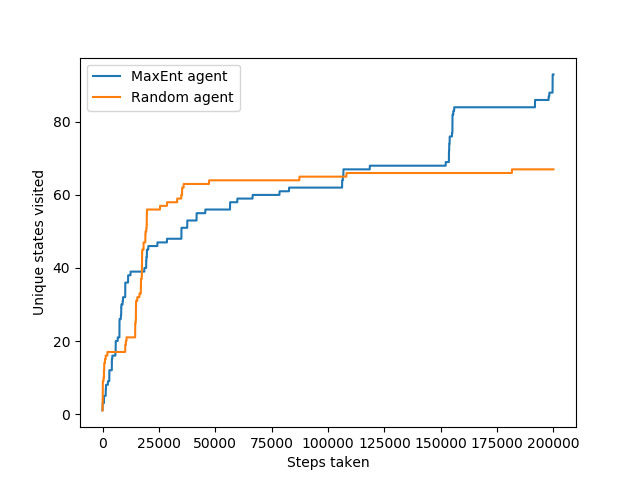 MaxEnt agent
Random agent
80
60
40
20
0
Unique states visited
0 25000 50000 75000 100000 125000 150000 175000 200000
Steps taken